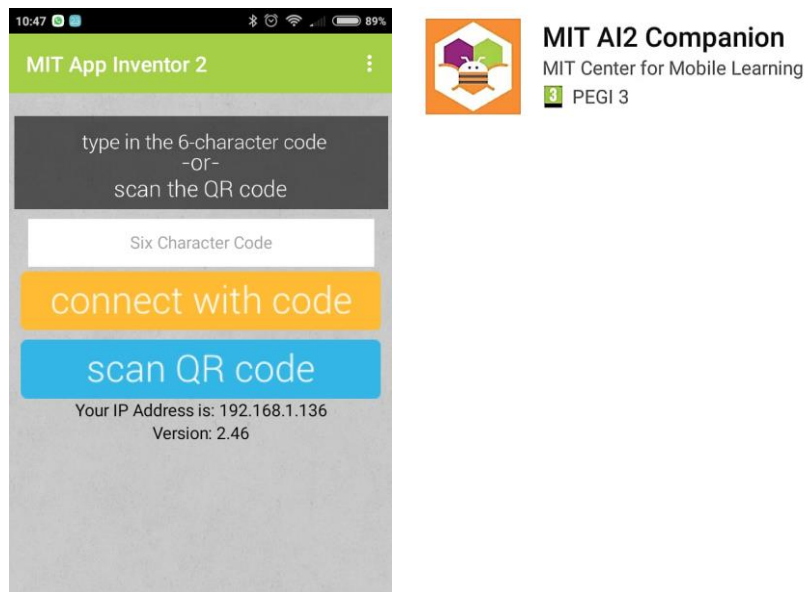 10:47
89%
MIT App Inventor 2
type in the 6-character code
-or-
scan the QR code
Six Character Code
connect with code
scan QR code
Your IP Address is: 192.168.1.136
Version: 2.46
MIT AI2 Companion
MIT Center for Mobile Learning
3 PEGI 3